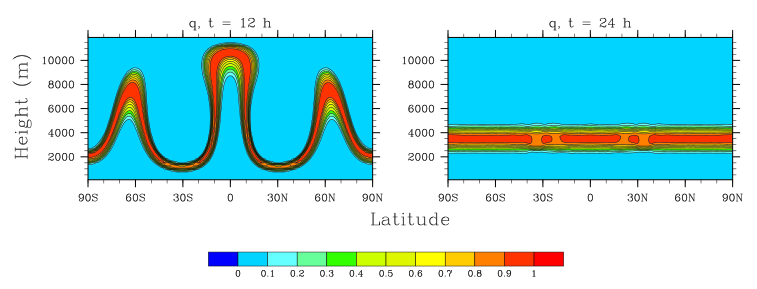 q, t = 12 h
q, t = 24 h
Height (m)
10000
8000
6000
4000
2000
90S 60S 30S 0 30N 60N 90N
10000
8000
6000
4000
2000
90S 60S 30S 0 30N 60N 90N
Latitude
0 0.1 0.2 0.3 0.4 0.5 0.6 0.7 0.8 0.9 1